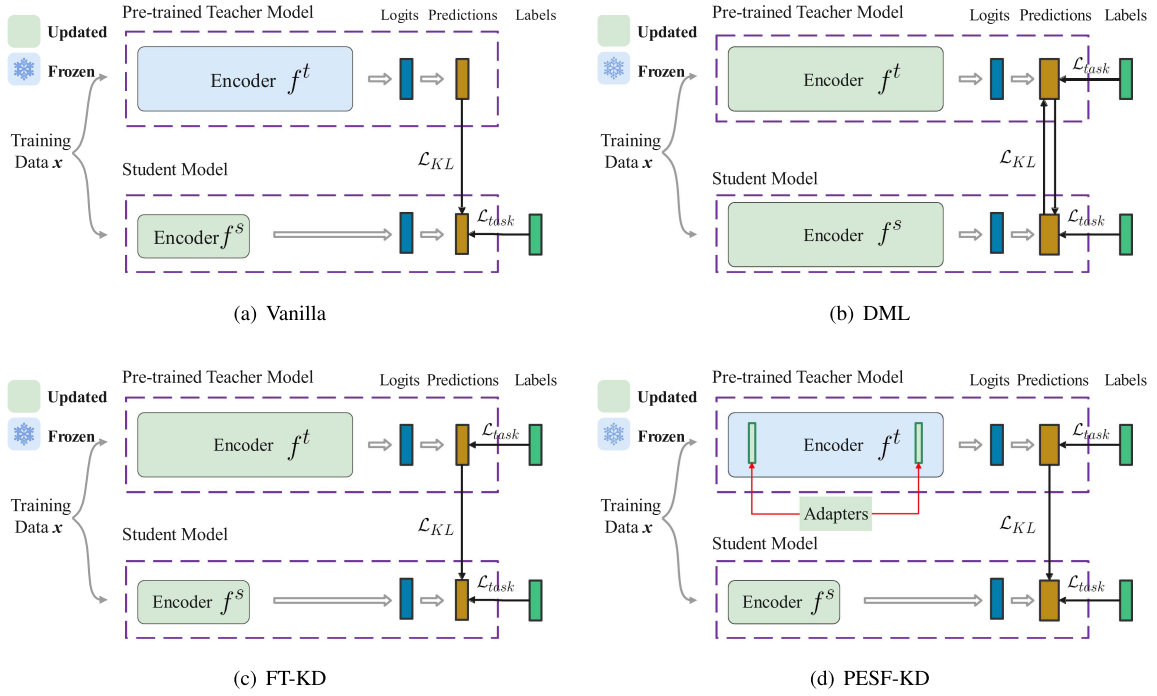 Pre-trained Teacher Model
Logits Predictions Labels
Updated
Frozen
Encoder f^t
Training
Data x
L_KL
Student Model
Encoder f^s
L_task
(a) Vanilla
Pre-trained Teacher Model
Logits Predictions Labels
Updated
Frozen
Encoder f^t
L_task
Training
Data x
L_KL
Student Model
Encoder f^s
L_task
(b) DML
Pre-trained Teacher Model
Logits Predictions Labels
Updated
Frozen
Encoder f^t
L_task
Training
Data x
L_KL
Student Model
Encoder f^s
L_task
(c) FT-KD
Pre-trained Teacher Model
Logits Predictions Labels
Updated
Frozen
Encoder f^t
L_task
Adapters
Training
Data x
L_KL
Student Model
Encoder f^s
L_task
(d) PESF-KD